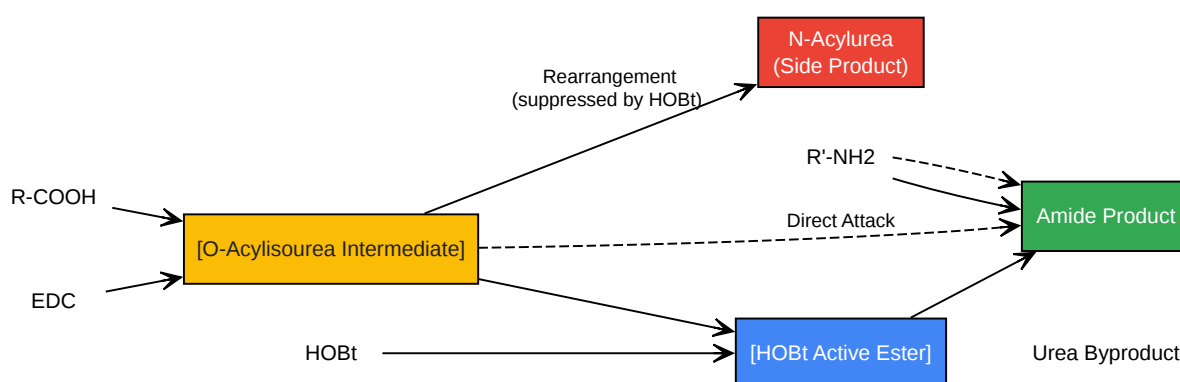 N-Acylurea
(Side Product)
Rearrangement
(suppressed by HOBt)
R'-NH2
R-COOH
Amide Product
Direct Attack
[O-Acylisourea Intermediate]
EDC
HOBt
[HOBt Active Ester]
Urea Byproduct